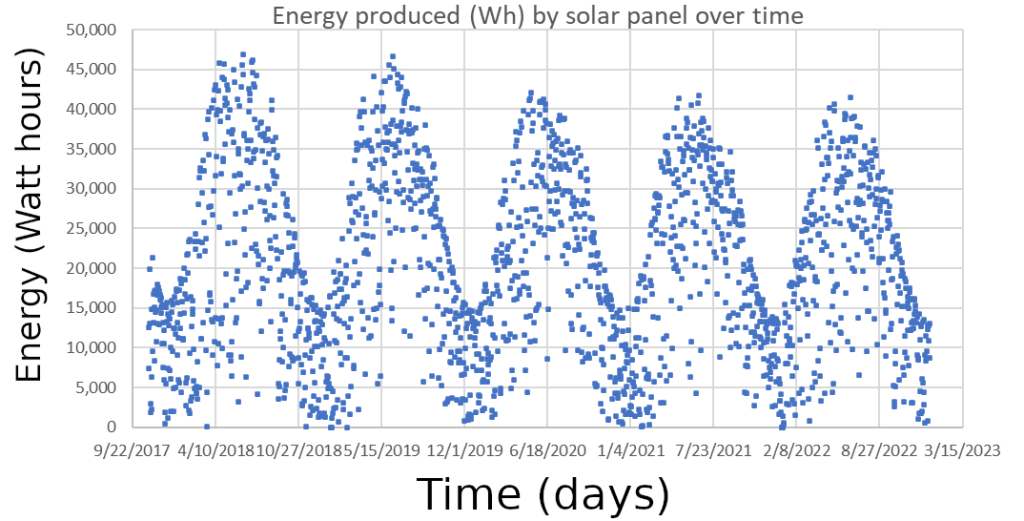 Energy produced (Wh) by solar panel over time
Energy (Watt hours)
50,000
45,000
40,000
35,000
30,000
25,000
20,000
15,000
10,000
5,000
0
9/22/2017 4/10/2018 10/27/2018 5/15/2019 12/1/2019 6/18/2020 1/4/2021 7/23/2021 2/8/2022 8/27/2022 3/15/2023
Time (days)